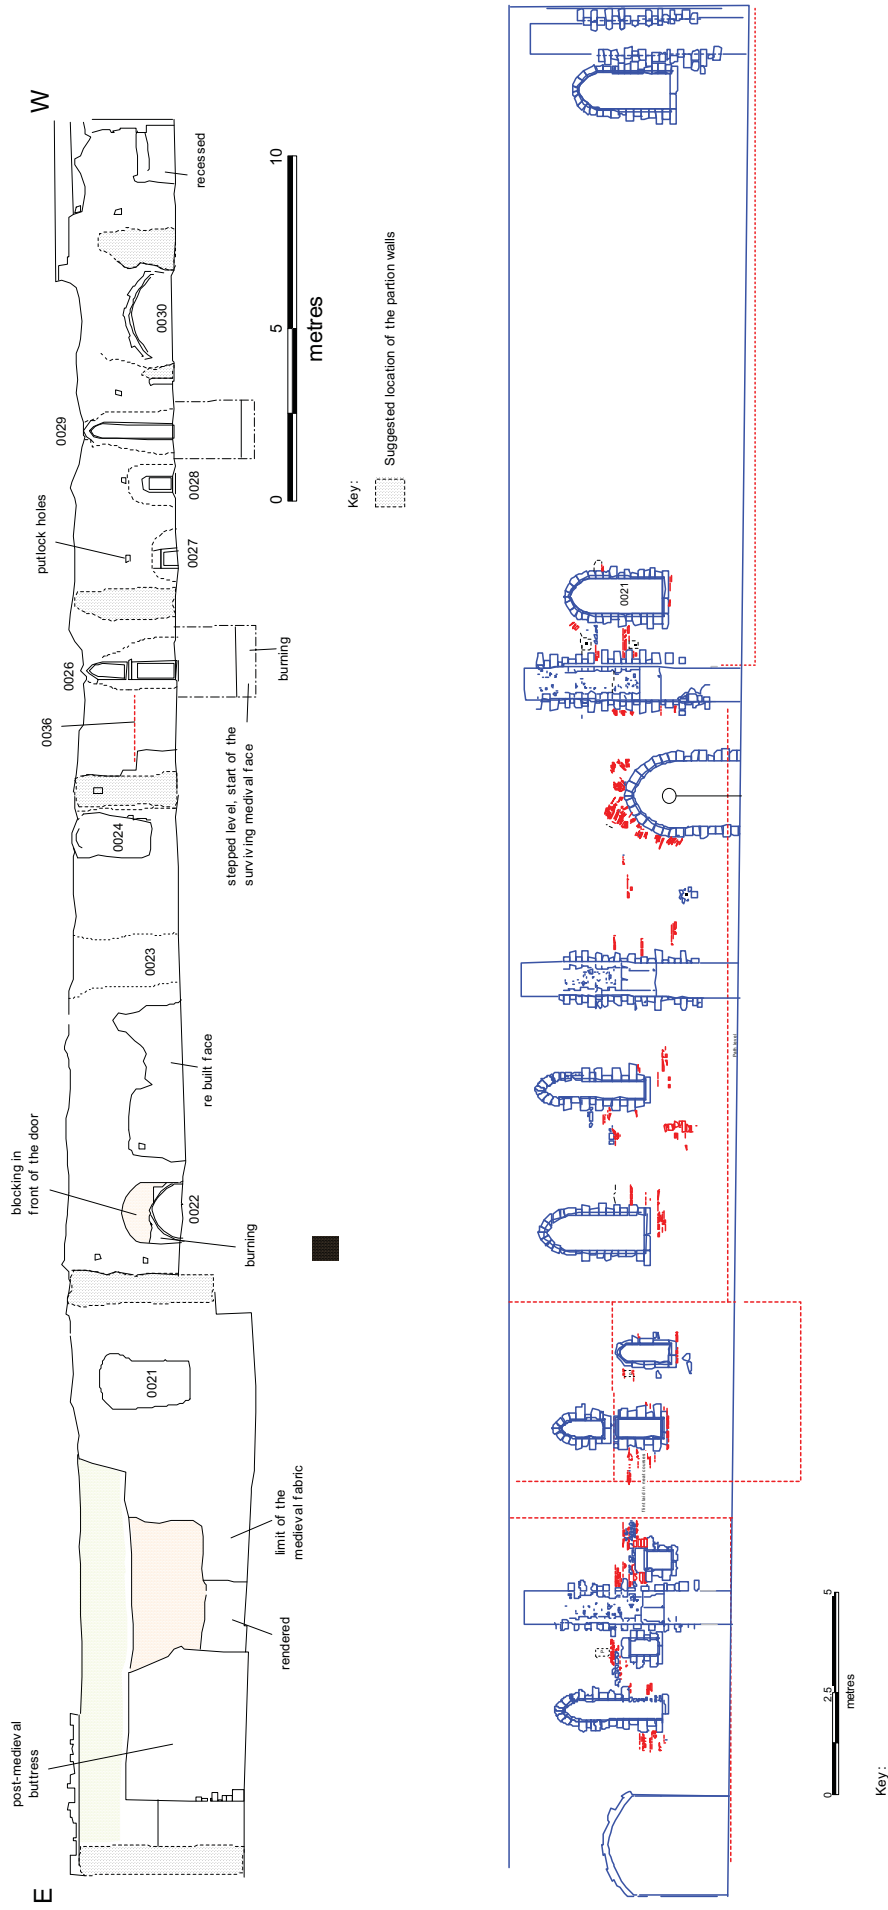 E
W
post-medieval
buttress
rendered
limit of the
medieval fabric
0021
burning
0022
blocking in
front of the door
re built face
0023
0024
stepped level, start of the
surviving medival face
0036
0026
burning
putlock holes
0027
0028
0029
0030
recessed
0
5
10
metres
Key:
Suggested location of the partion walls
0021
Path level
0
2.5
5
metres
Key: